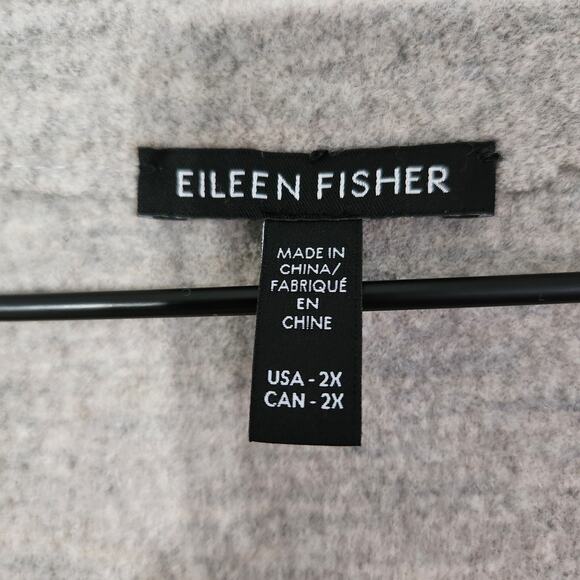 EILEEN FISHER
MADE IN
CHINA/
FABRIQUÉ
EN
CHINE
USA - 2X
CAN - 2X